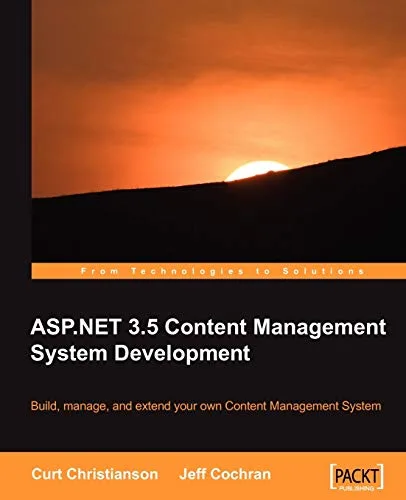 From Technologies to Solutions
ASP.NET 3.5 Content Management
System Development
Build, manage, and extend your own Content Management System
Curt Christianson Jeff Cochran
PACKT
PUBLISHING